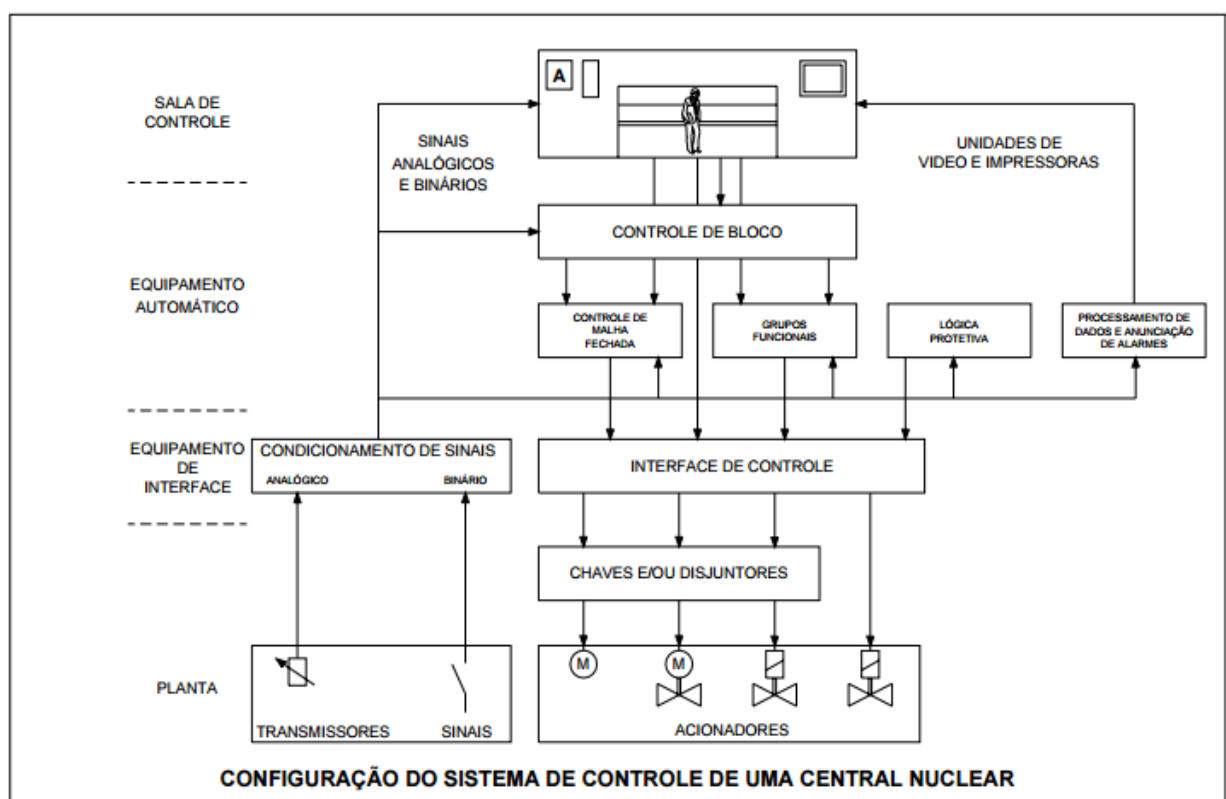 A
SALA DE
CONTROLE
SINAIS
ANALÓGICOS
E BINÁRIOS
UNIDADES DE
VIDEO E IMPRESSORAS
CONTROLE DE BLOCO
EQUIPAMENTO
AUTOMÁTICO
CONTROLE DE
MALHA
FECHADA
GRUPOS
FUNCIONAIS
LÓGICA
PROTETIVA
PROCESSAMENTO DE
DADOS E ANUNCIAÇÃO
DE ALARMES
EQUIPAMENTO
DE
INTERFACE
CONDICIONAMENTO DE SINAIS
ANALÓGICO
BINÁRIO
INTERFACE DE CONTROLE
CHAVES E/OU DISJUNTORES
PLANTA
M
M
TRANSMISSORES
SINAIS
ACIONADORES
CONFIGURAÇÃO DO SISTEMA DE CONTROLE DE UMA CENTRAL NUCLEAR